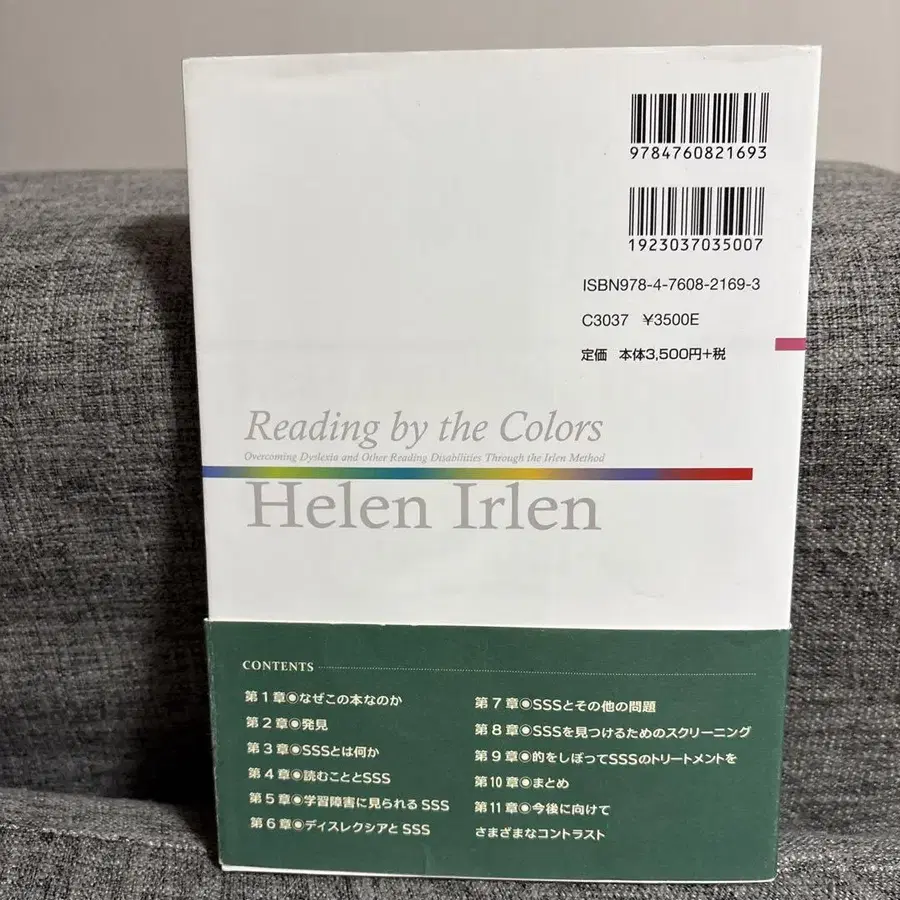 9784760821693
1923037035007
ISBN978-4-7608-2169-3
C3037 ¥3500E
定価 本体3,500円+税
Reading by the Colors
Overcoming Dyslexia and Other Reading Disabilities Through the Irlen Method
Helen Irlen
CONTENTS
第1章◉なぜこの本なのか
第2章◉発見
第3章◉SSSとは何か
第4章◉読むこととSSS
第5章◉学習障害に見られるSSS
第6章◉ディスレクシアとSSS
第7章◉SSSとその他の問題
第8章◉SSSを見つけるためのスクリーニング
第9章◉的をしぼってSSSのトリートメントを
第10章◉まとめ
第11章◉今後に向けて
さまざまなコントラスト